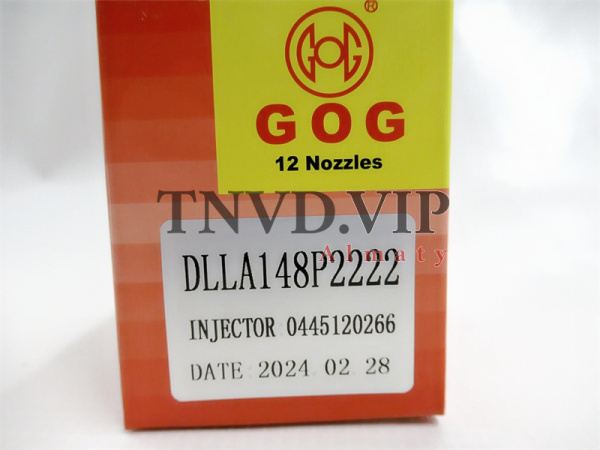 ®
GOG
GOG
12 Nozzles
TNVD.VIP
Almaty
DLLA148P2222
INJECTOR 0445120266
DATE 2024 02 28